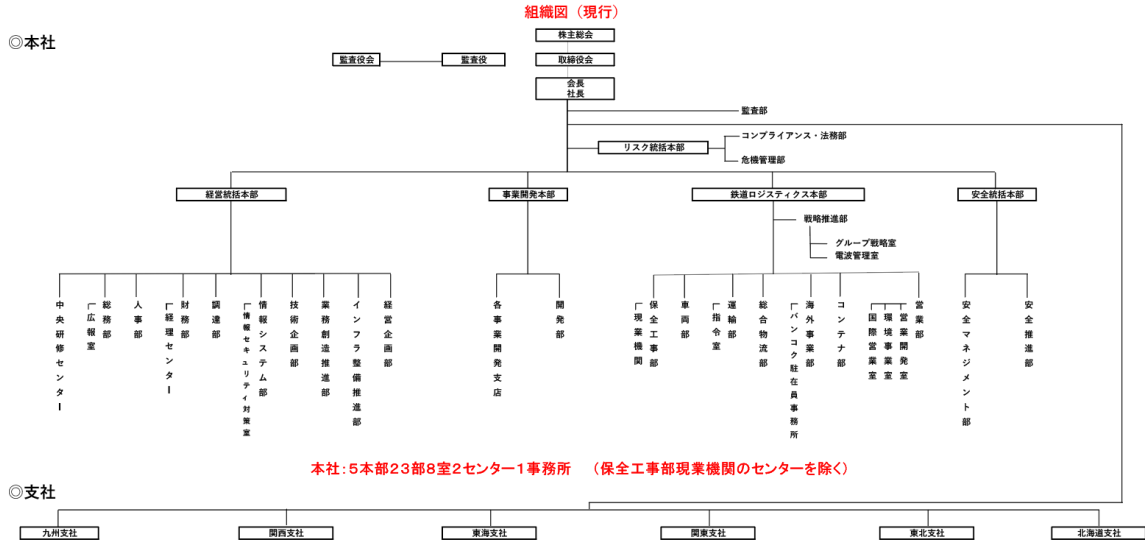 組織図（現行）
◎本社
株主総会
監査役会
監査役
取締役会
会長
社長
監査部
コンプライアンス・法務部
リスク統括本部
危機管理部
経営統括本部
事業開発本部
鉄道ロジスティクス本部
安全統括本部
戦略推進部
グループ戦略室
電波管理室
中央研修センター
広報室
総務部
人事部
経理センター
財務部
調達部
情報セキュリティ対策室
情報システム部
技術企画部
業務創造推進部
インフラ整備推進部
経営企画部
各事業開発支店
開発部
現業機関
保全工事部
車両部
指令室
運輸部
総合物流部
バンコク駐在員事務所
海外事業部
コンテナ部
国際営業室
環境事業室
営業開発室
営業部
安全マネジメント部
安全推進部
本社：５本部２３部８室２センター１事務所　（保全工事部現業機関のセンターを除く）
◎支社
九州支社
関西支社
東海支社
関東支社
東北支社
北海道支社